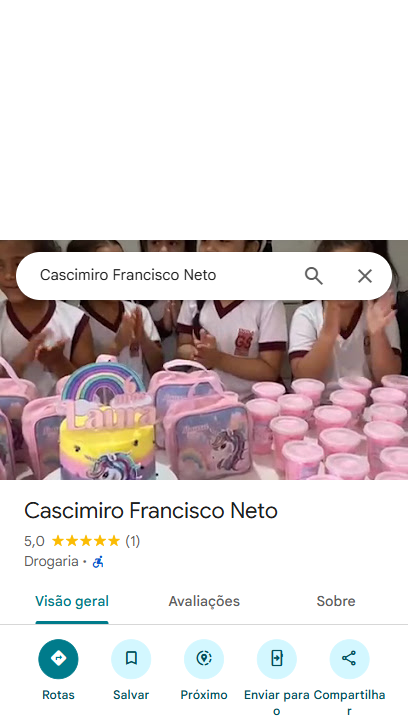 Cascimiro Francisco Neto
Laura
Cascimiro Francisco Neto
5,0 (1)
Drogaria ·
Visão geral Avaliações Sobre
Rotas Salvar Próximo Enviar para o Compartilhar